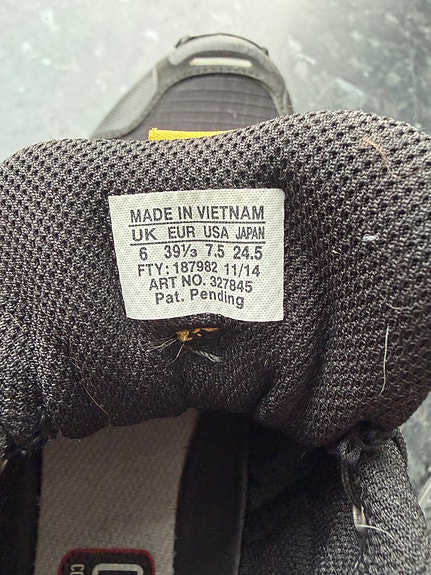 MADE IN VIETNAM
UK EUR USA JAPAN
6 39⅓ 7.5 24.5
FTY: 187982 11/14
ART NO. 327845
Pat. Pending